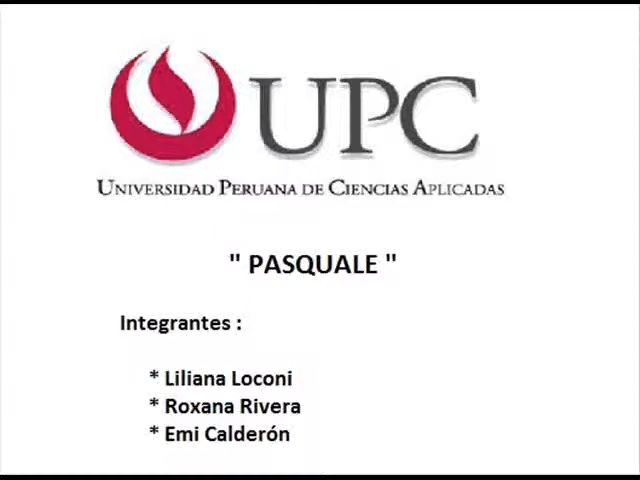 UPC
UNIVERSIDAD PERUANA DE CIENCIAS APLICADAS
" PASQUALE "
Integrantes :
* Liliana Loconi
* Roxana Rivera
* Emi Calderón